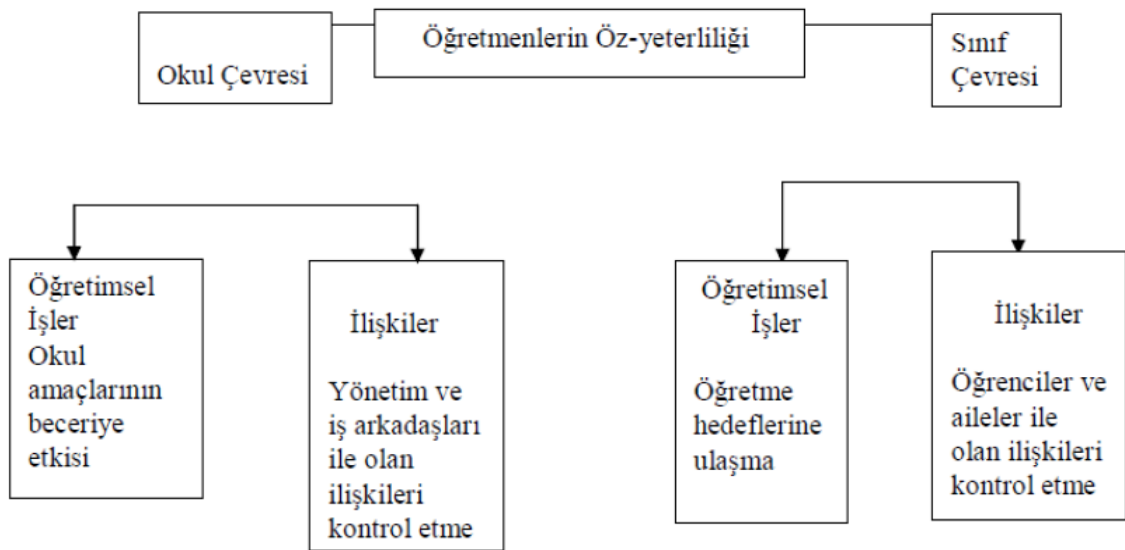 Öğretmenlerin Öz-yeterliliği
Okul Çevresi
Sınıf
Çevresi
Öğretimsel
İşler
Okul
amaçlarının
beceriye
etkisi
İlişkiler
Yönetim ve
iş arkadaşları
ile olan
ilişkileri
kontrol etme
Öğretimsel
İşler
Öğretme
hedeflerine
ulaşma
İlişkiler
Öğrenciler ve
aileler ile
olan ilişkileri
kontrol etme